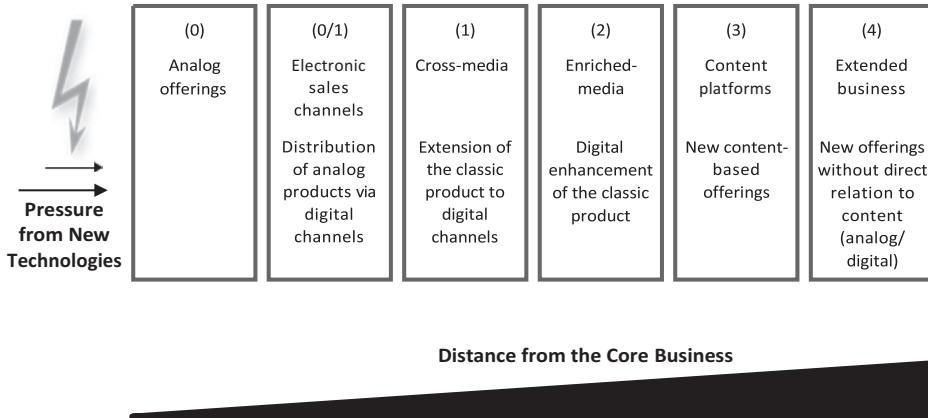 (0)
Analog
offerings
(0/1)
Electronic
sales
channels
Distribution
of analog
products via
digital
channels
(1)
Cross-media
Extension of
the classic
product to
digital
channels
(2)
Enriched-
media
Digital
enhancement
of the classic
product
(3)
Content
platforms
New content-
based
offerings
(4)
Extended
business
New offerings
without direct
relation to
content
(analog/
digital)
Pressure
from New
Technologies
Distance from the Core Business